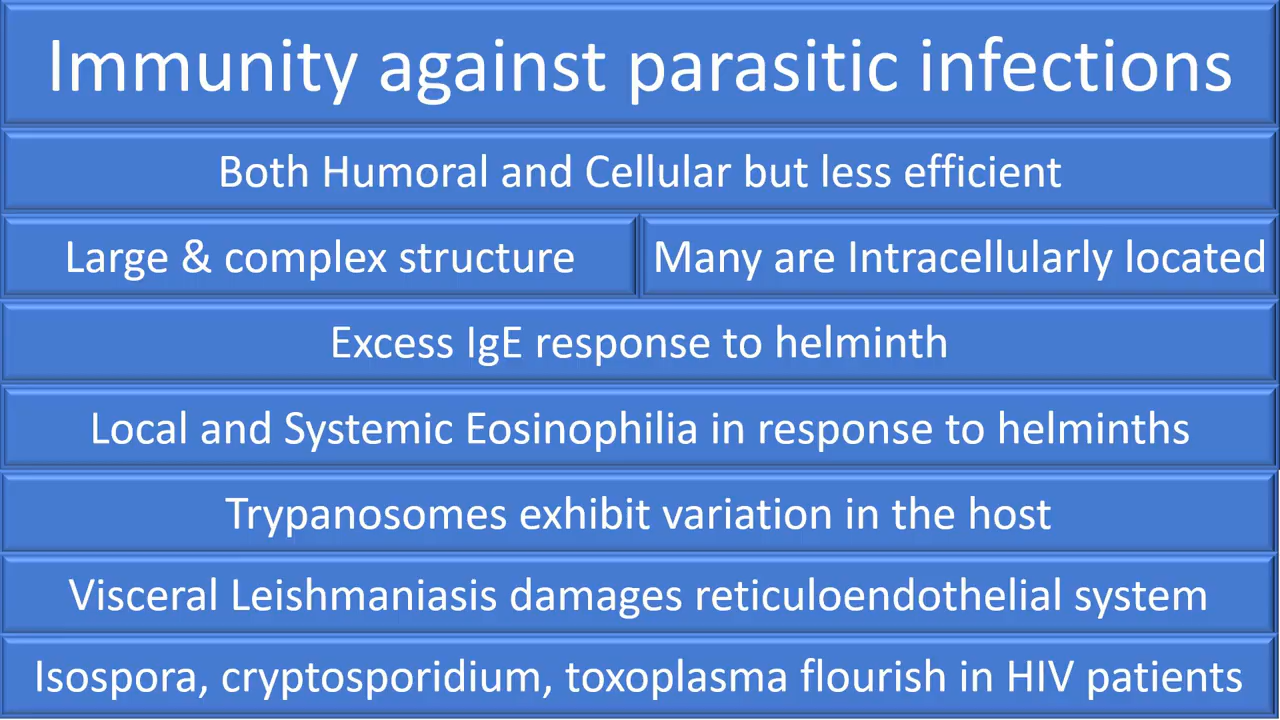 Immunity against parasitic infections
Both Humoral and Cellular but less efficient
Large & complex structure
Many are Intracellularly located
Excess IgE response to helminth
Local and Systemic Eosinophilia in response to helminths
Trypanosomes exhibit variation in the host
Visceral Leishmaniasis damages reticuloendothelial system
Isospora, cryptosporidium, toxoplasma flourish in HIV patients